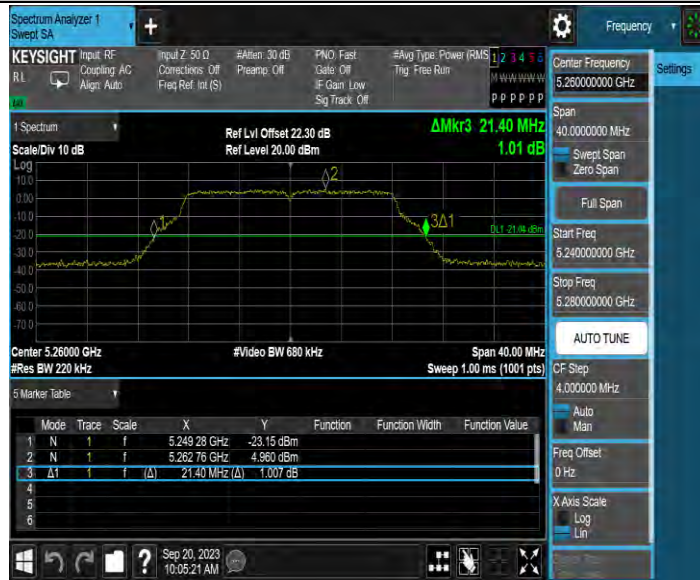 Spectrum Analyzer 1
Swept SA
+
Frequency
KEYSIGHT
RL
Input: RF
Coupling: AC
Align: Auto
Input Z: 50 Ω
Corrections: Off
Freq Ref: Int (S)
#Atten: 30 dB
Preamp: Off
PNO: Fast
Gate: Off
IF Gain: Low
Sig Track: Off
#Avg Type: Power (RMS
Trig: Free Run
1 2 3 4 5 6
M W W W W W
P P P P P P
Center Frequency
5.260000000 GHz
Settings
Span
40.0000000 MHz
Swept Span
Zero Span
Full Span
Start Freq
5.240000000 GHz
Stop Freq
5.280000000 GHz
AUTO TUNE
CF Step
4.000000 MHz
Auto
Man
Freq Offset
0 Hz
X Axis Scale
Log
Lin
1 Spectrum
Scale/Div 10 dB
Ref Lvl Offset 22.30 dB
Ref Level 20.00 dBm
ΔMkr3 21.40 MHz
1.01 dB
Log
10.0
0.00
-10.0
-20.0
-30.0
-40.0
-50.0
-60.0
-70.0
1
2
3Δ1
DL1 -21.04 dBm
Center 5.26000 GHz
#Video BW 680 kHz
Span 40.00 MHz
#Res BW 220 kHz
Sweep 1.00 ms (1001 pts)
5 Marker Table
Mode Trace Scale X Y Function Function Width Function Value
1 N 1 f 5.249 28 GHz -23.15 dBm
2 N 1 f 5.262 76 GHz 4.960 dBm
3 Δ1 1 f (Δ) 21.40 MHz (Δ) 1.007 dB
4
5
6
?
Sep 20, 2023
10:05:21 AM